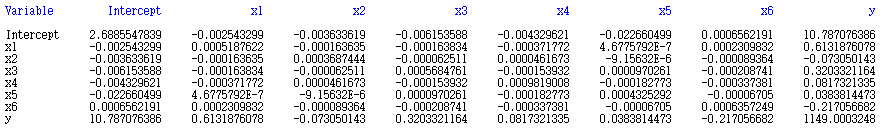 Variable Intercept x1 x2 x3 x4 x5 x6 y
Intercept 2.6885547839 -0.002543299 -0.003633619 -0.006153588 -0.004329621 -0.022660499 0.0006562191 10.787076386
x1 -0.002543299 0.0005187622 -0.000163635 -0.000163834 -0.000371772 4.6775792E-7 0.0002309832 0.6131876078
x2 -0.003633619 -0.000163635 0.0003687444 -0.000062511 0.0000461673 -9.15632E-6 -0.000089364 -0.073050143
x3 -0.006153588 -0.000163834 -0.000062511 0.0005684761 -0.000153932 0.0000970261 -0.000208741 0.3203321164
x4 -0.004329621 -0.000371772 0.0000461673 -0.000153932 0.0009819008 -0.000182773 -0.000337381 0.0817321335
x5 -0.022660499 4.6775792E-7 -9.15632E-6 0.0000970261 -0.000182773 0.0004325292 -0.00006705 0.0383814473
x6 0.0006562191 0.0002309832 -0.000089364 -0.000208741 -0.000337381 -0.00006705 0.0006357249 -0.217056682
y 10.787076386 0.6131876078 -0.073050143 0.3203321164 0.0817321335 0.0383814473 -0.217056682 1149.0003248